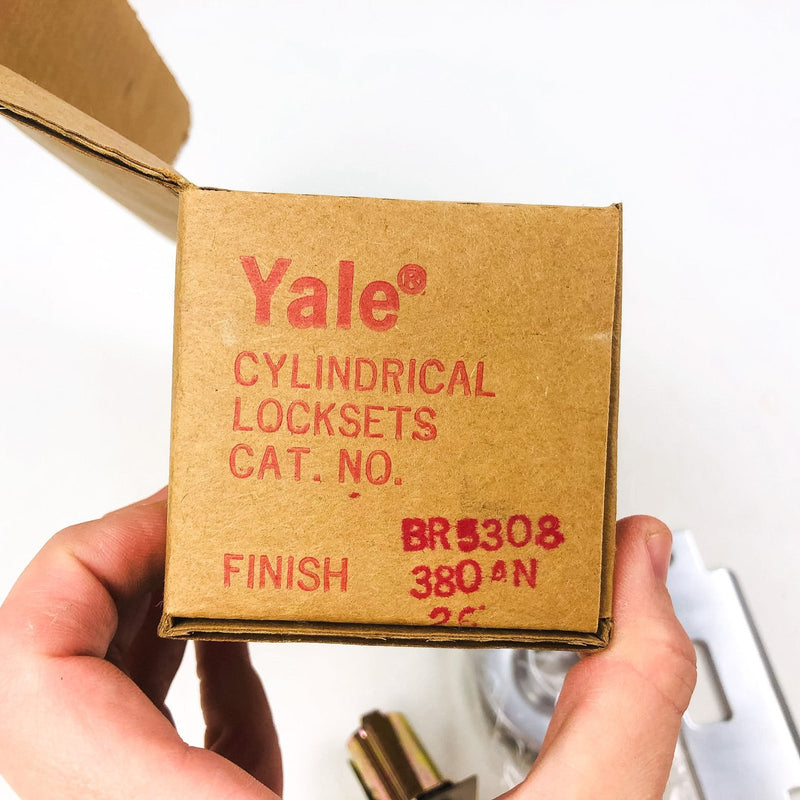 Yale®
CYLINDRICAL
LOCKSETS
CAT. NO.
BR5308
FINISH
380AN